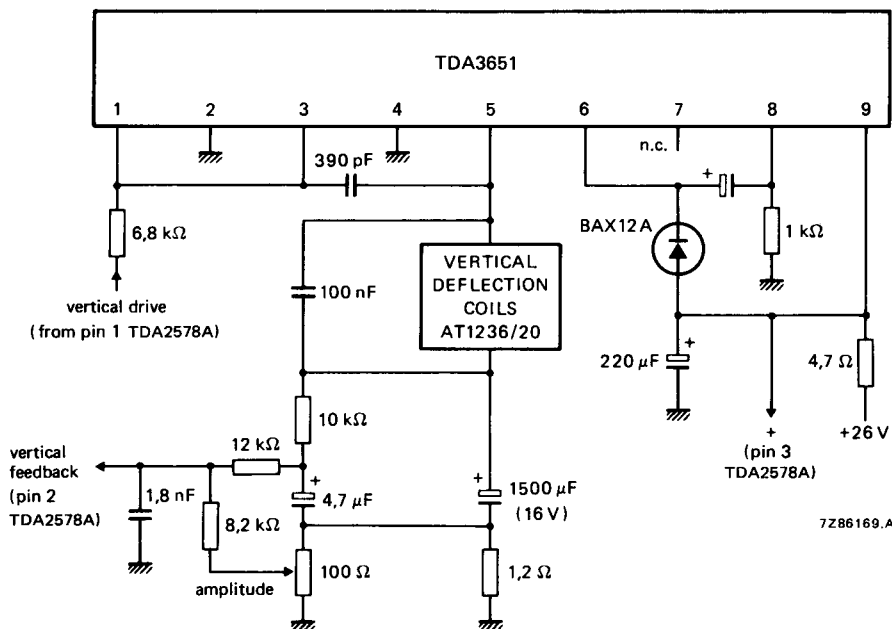 TDA3651
1 2 3 4 5 6 7 8 9
n.c.
390 pF
+
6,8 kΩ
BAX12A
1 kΩ
vertical drive
(from pin 1 TDA2578A)
100 nF
VERTICAL
DEFLECTION
COILS
AT1236/20
220 μF
+
4,7 Ω
10 kΩ
+
(pin 3
TDA2578A)
+26 V
12 kΩ
vertical
feedback
(pin 2
TDA2578A)
1,8 nF
+
4,7 μF
+
1500 μF
(16 V)
8,2 kΩ
7Z86169.A
amplitude
100 Ω
1,2 Ω